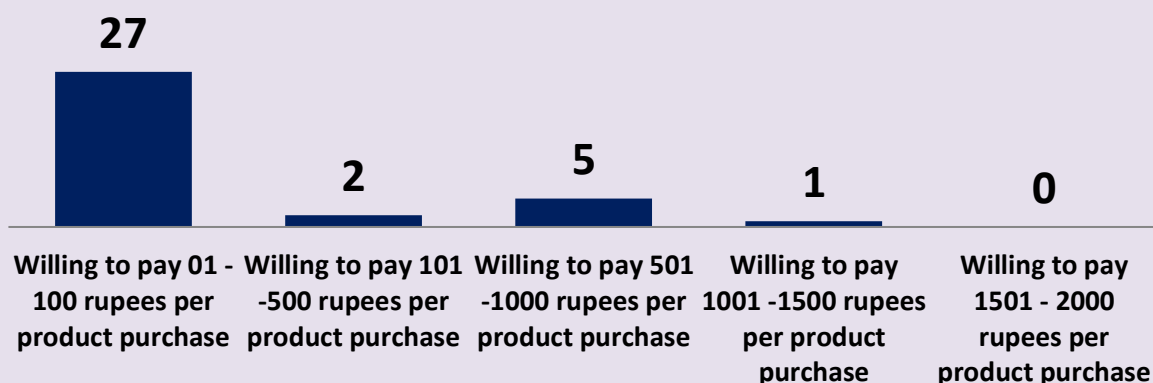 27
2
5
1
0
Willing to pay 01 -
100 rupees per
product purchase
Willing to pay 101
-500 rupees per
product purchase
Willing to pay 501
-1000 rupees per
product purchase
Willing to pay
1001 -1500 rupees
per product
purchase
Willing to pay
1501 - 2000
rupees per
product purchase